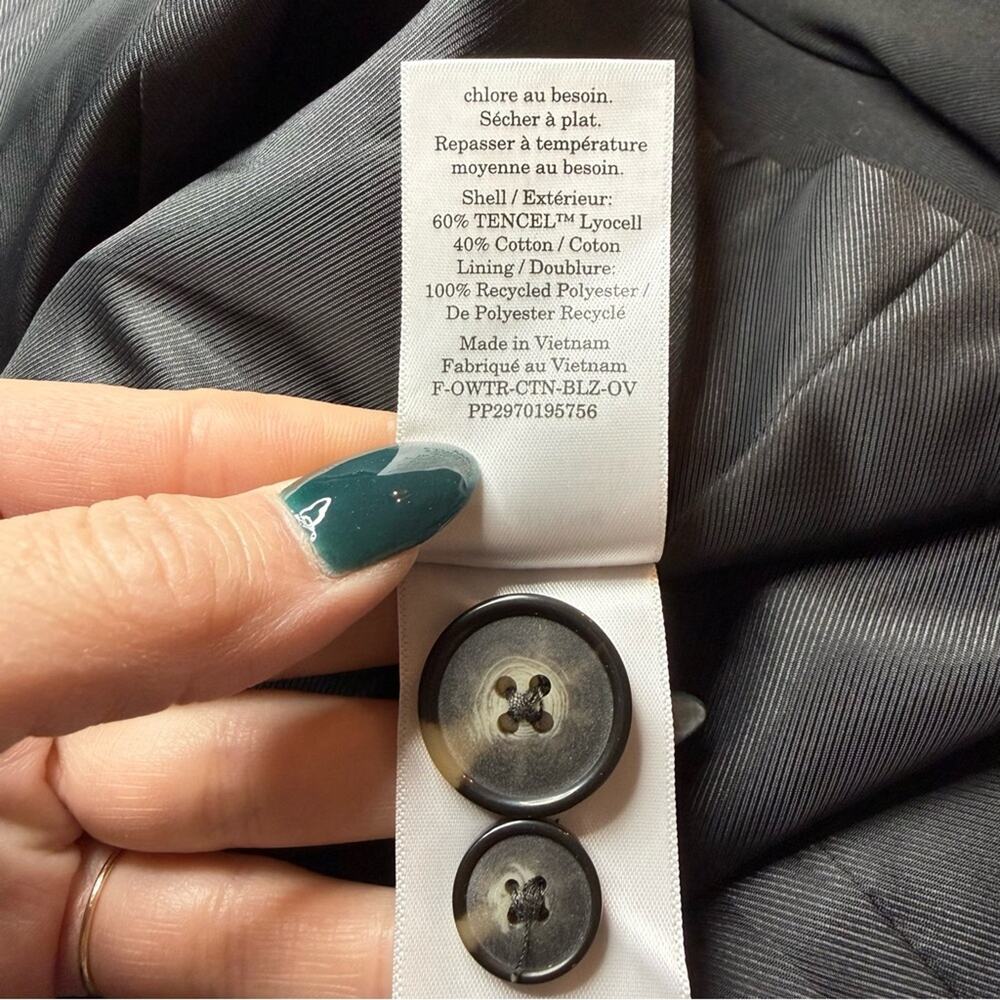 chlore au besoin.
Sécher à plat.
Repasser à température
moyenne au besoin.
Shell / Extérieur:
60% TENCEL™ Lyocell
40% Cotton / Coton
Lining / Doublure:
100% Recycled Polyester /
De Polyester Recyclé
Made in Vietnam
Fabriqué au Vietnam
F-OWTR-CTN-BLZ-OV
PP2970195756